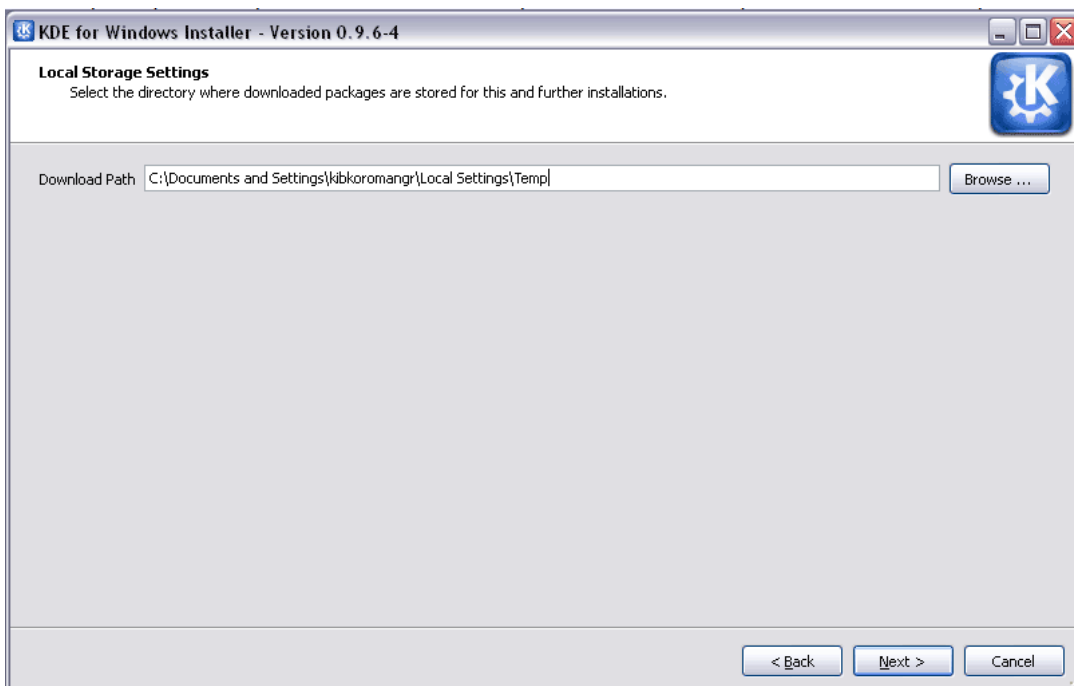 KDE for Windows Installer - Version 0.9.6-4
Local Storage Settings
Select the directory where downloaded packages are stored for this and further installations.
Download Path C:\Documents and Settings\kibkoromangr\Local Settings\Temp Browse ...
< Back Next > Cancel